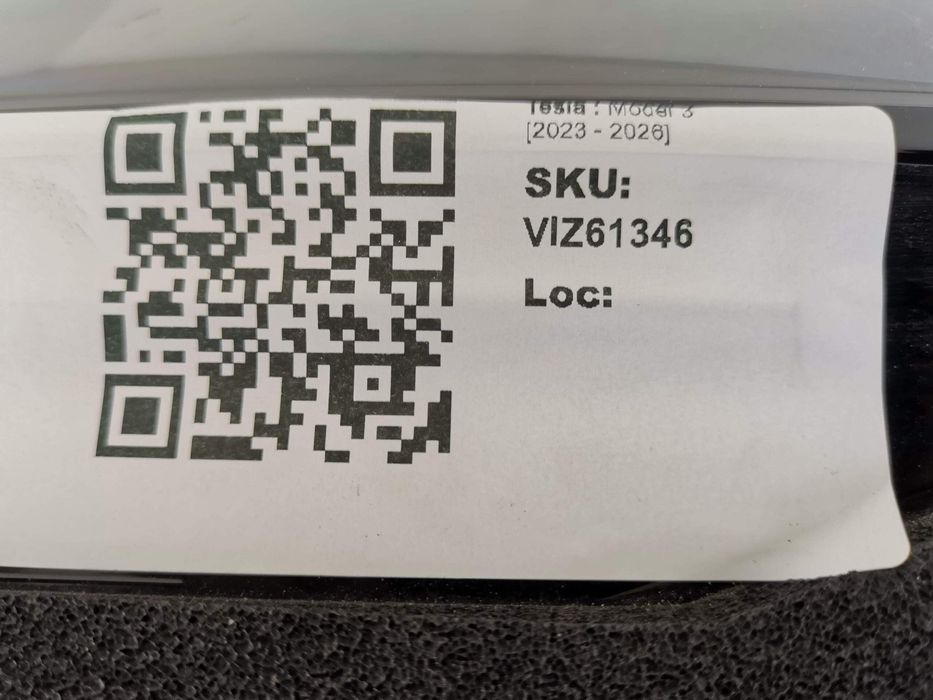 Tesla : Model 3
[2023 - 2026]
SKU:
VIZ61346
Loc: